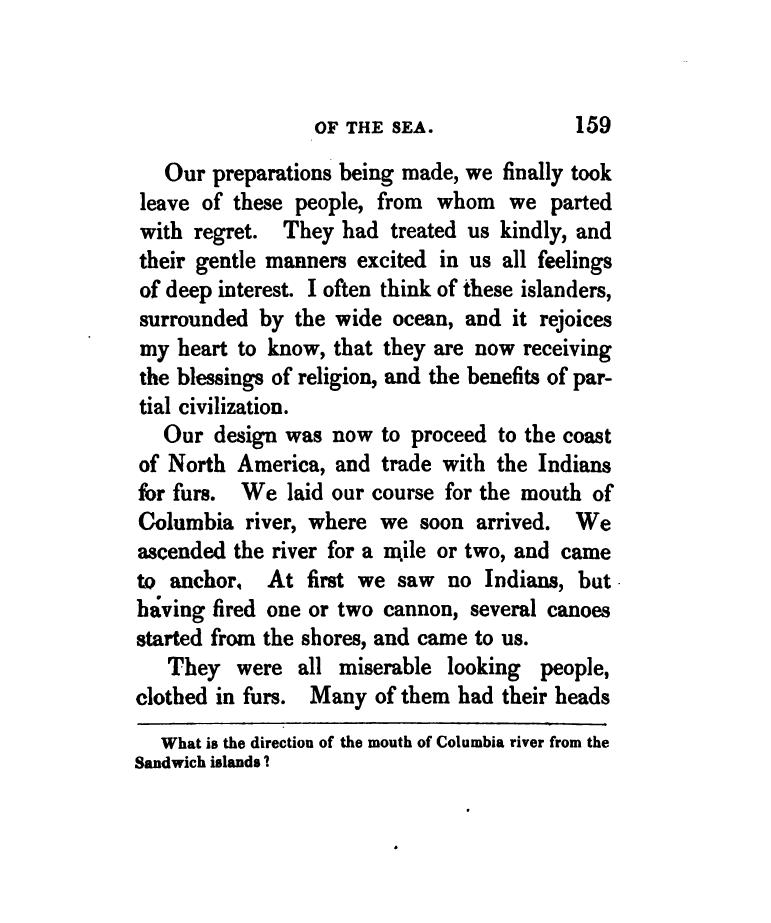 OF THE SEA. 159
Our preparations being made, we finally took
leave of these people, from whom we parted
with regret. They had treated us kindly, and
their gentle manners excited in us all feelings
of deep interest. I often think of these islanders,
surrounded by the wide ocean, and it rejoices
my heart to know, that they are now receiving
the blessings of religion, and the benefits of par-
tial civilization.
Our design was now to proceed to the coast
of North America, and trade with the Indians
for furs. We laid our course for the mouth of
Columbia river, where we soon arrived. We
ascended the river for a mile or two, and came
to anchor. At first we saw no Indians, but
having fired one or two cannon, several canoes
started from the shores, and came to us.
They were all miserable looking people,
clothed in furs. Many of them had their heads
What is the direction of the mouth of Columbia river from the
Sandwich islands?